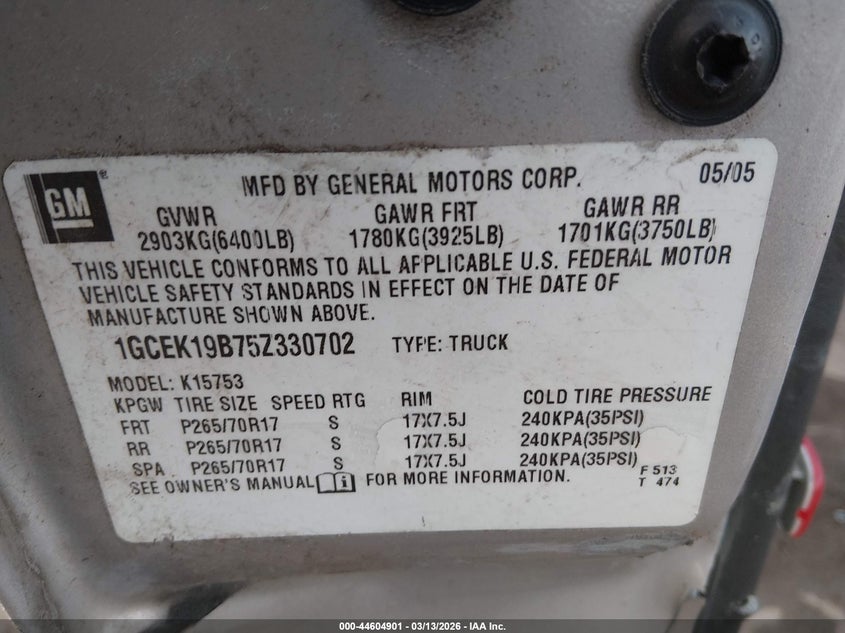 GM ® MFD BY GENERAL MOTORS CORP. 05/05
GVWR GAWR FRT GAWR RR
2903KG(6400LB) 1780KG(3925LB) 1701KG(3750LB)
THIS VEHICLE CONFORMS TO ALL APPLICABLE U.S. FEDERAL MOTOR
VEHICLE SAFETY STANDARDS IN EFFECT ON THE DATE OF
MANUFACTURE SHOWN ABOVE.
1GCEK19B75Z330702 TYPE: TRUCK
MODEL: K15753
KPGW TIRE SIZE SPEED RTG RIM COLD TIRE PRESSURE
FRT P265/70R17 S 17X7.5J 240KPA(35PSI)
RR P265/70R17 S 17X7.5J 240KPA(35PSI)
SPA P265/70R17 S 17X7.5J 240KPA(35PSI)
SEE OWNER'S MANUAL i FOR MORE INFORMATION.
F 513
T 474
000-44604901 - 03/13/2026 - IAA Inc.